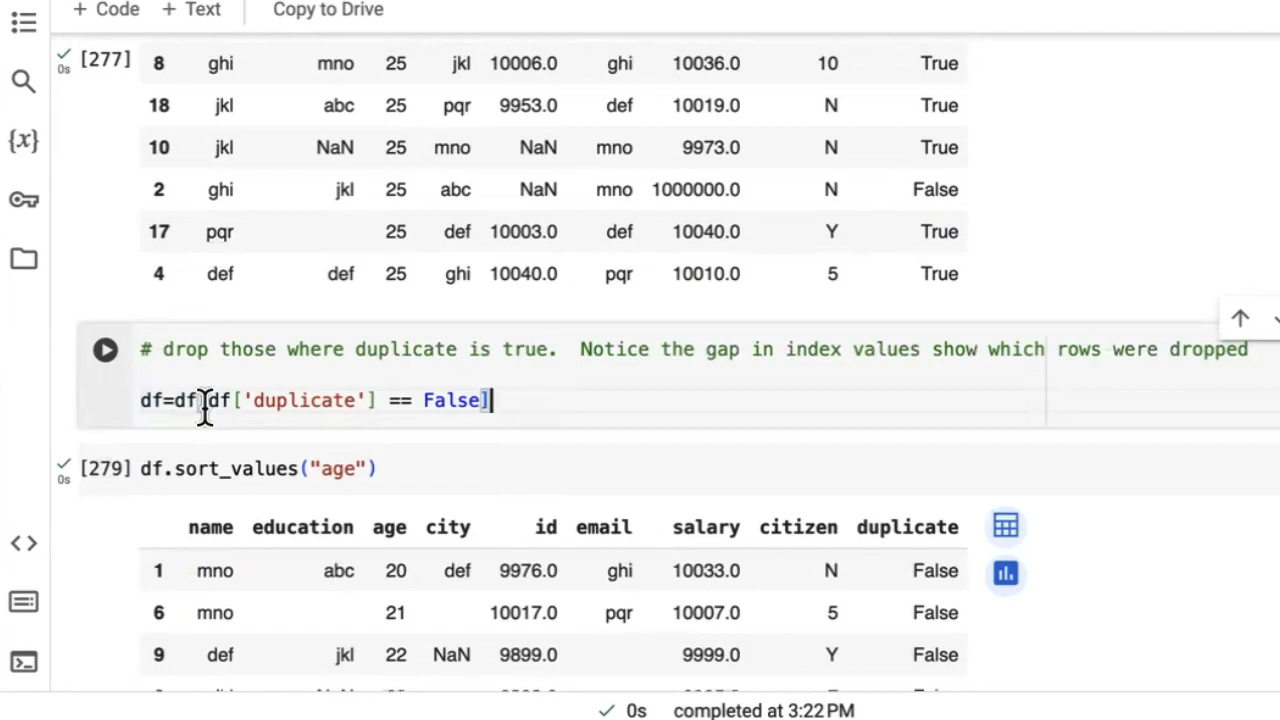 + Code + Text Copy to Drive
[277] 8 ghi mno 25 jkl 10006.0 ghi 10036.0 10 True
0s
18 jkl abc 25 pqr 9953.0 def 10019.0 N True
10 jkl NaN 25 mno NaN mno 9973.0 N True
2 ghi jkl 25 abc NaN mno 1000000.0 N False
17 pqr 25 def 10003.0 def 10040.0 Y True
4 def def 25 ghi 10040.0 pqr 10010.0 5 True
# drop those where duplicate is true.  Notice the gap in index values show which rows were dropped
df=df[df['duplicate'] == False]
[279] df.sort_values("age")
0s
name education age city id email salary citizen duplicate
1 mno abc 20 def 9976.0 ghi 10033.0 N False
6 mno 21 10017.0 pqr 10007.0 5 False
9 def jkl 22 NaN 9899.0 9999.0 Y False
0s completed at 3:22 PM